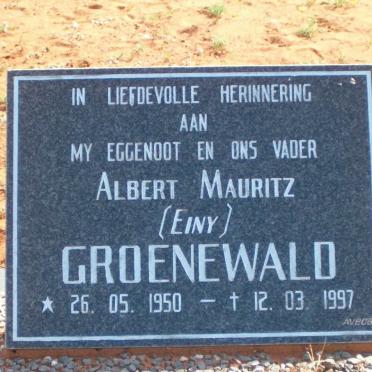 IN LIEFDEVOLLE HERINNERING
AAN
MY EGGENOOT EN ONS VADER
ALBERT MAURITZ
(EINY)
GROENEWALD
★ 26. 05. 1950 – † 12. 03. 1997